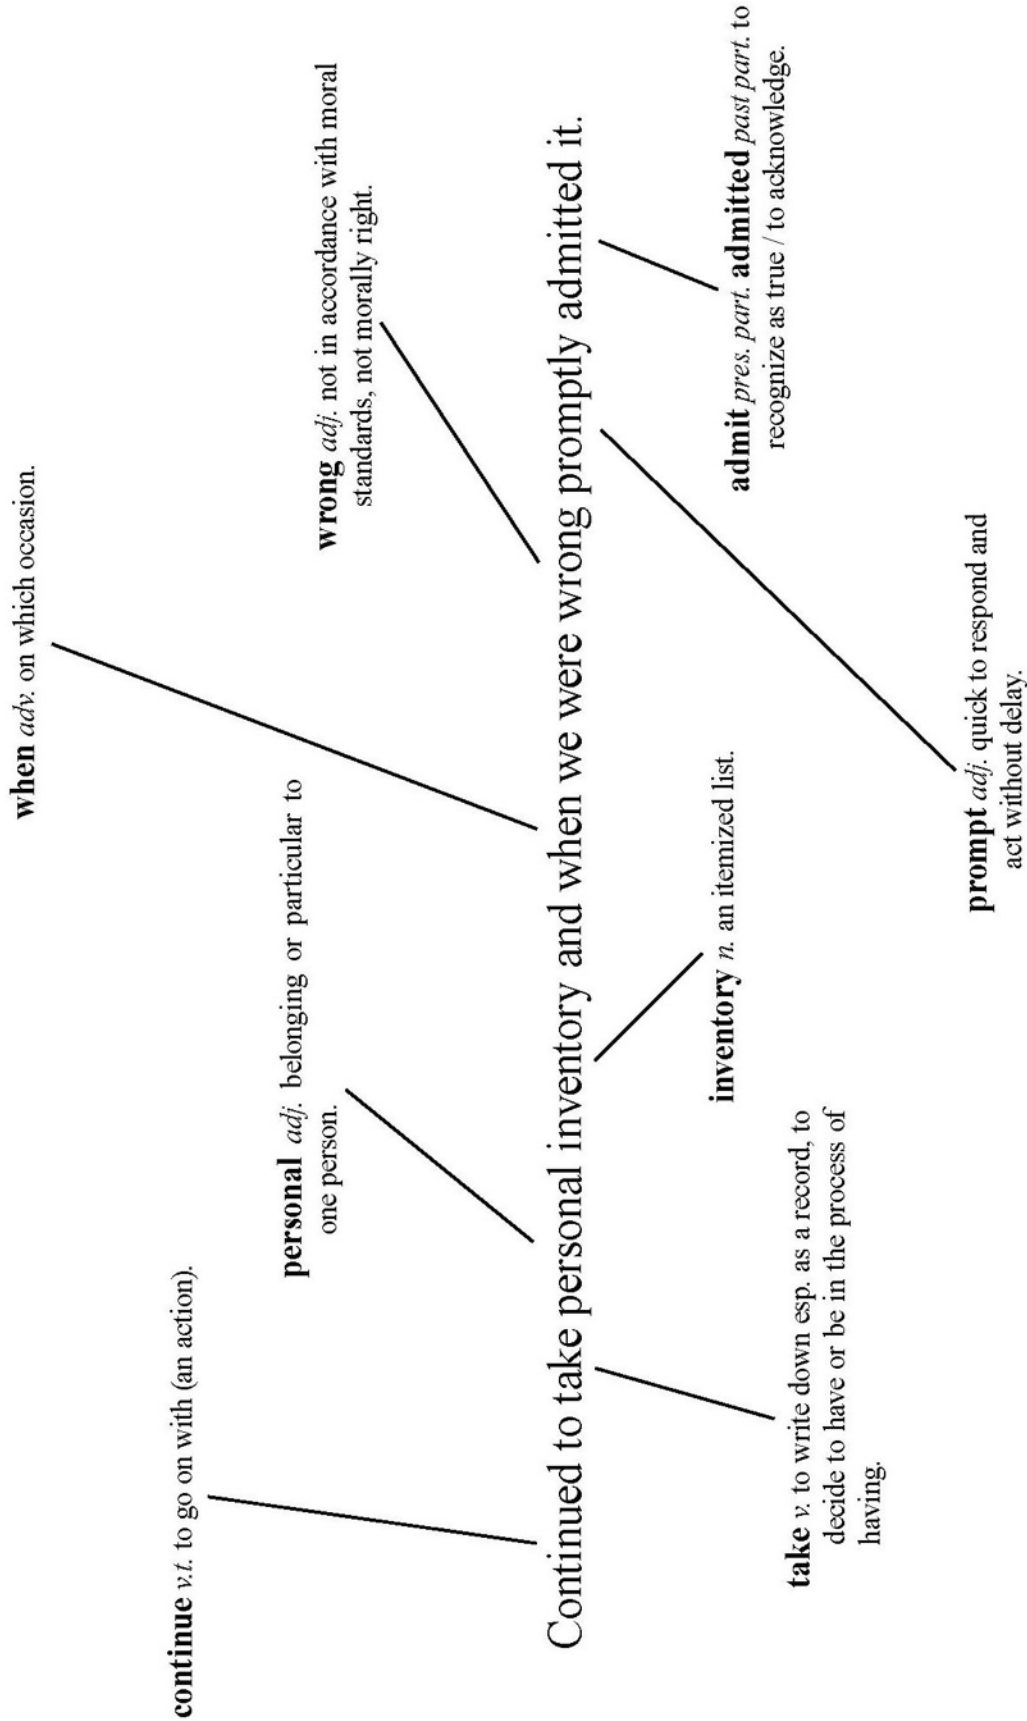 when adv. on which occasion.
continue v.t. to go on with (an action).
personal adj. belonging or particular to
one person.
wrong adj. not in accordance with moral
standards, not morally right.
Continued to take personal inventory and when we were wrong promptly admitted it.
take v. to write down esp. as a record, to
decide to have or be in the process of
having.
inventory n. an itemized list.
admit pres. part. admitted past part. to
recognize as true / to acknowledge.
prompt adj. quick to respond and
act without delay.